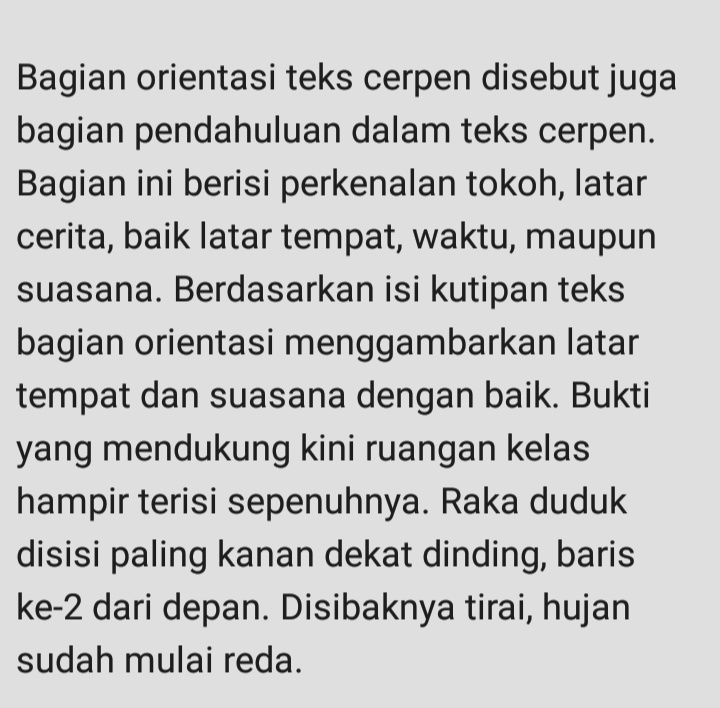 Bagian orientasi teks cerpen disebut juga
bagian pendahuluan dalam teks cerpen.
Bagian ini berisi perkenalan tokoh, latar
cerita, baik latar tempat, waktu, maupun
suasana. Berdasarkan isi kutipan teks
bagian orientasi menggambarkan latar
tempat dan suasana dengan baik. Bukti
yang mendukung kini ruangan kelas
hampir terisi sepenuhnya. Raka duduk
disisi paling kanan dekat dinding, baris
ke-2 dari depan. Disibaknya tirai, hujan
sudah mulai reda.